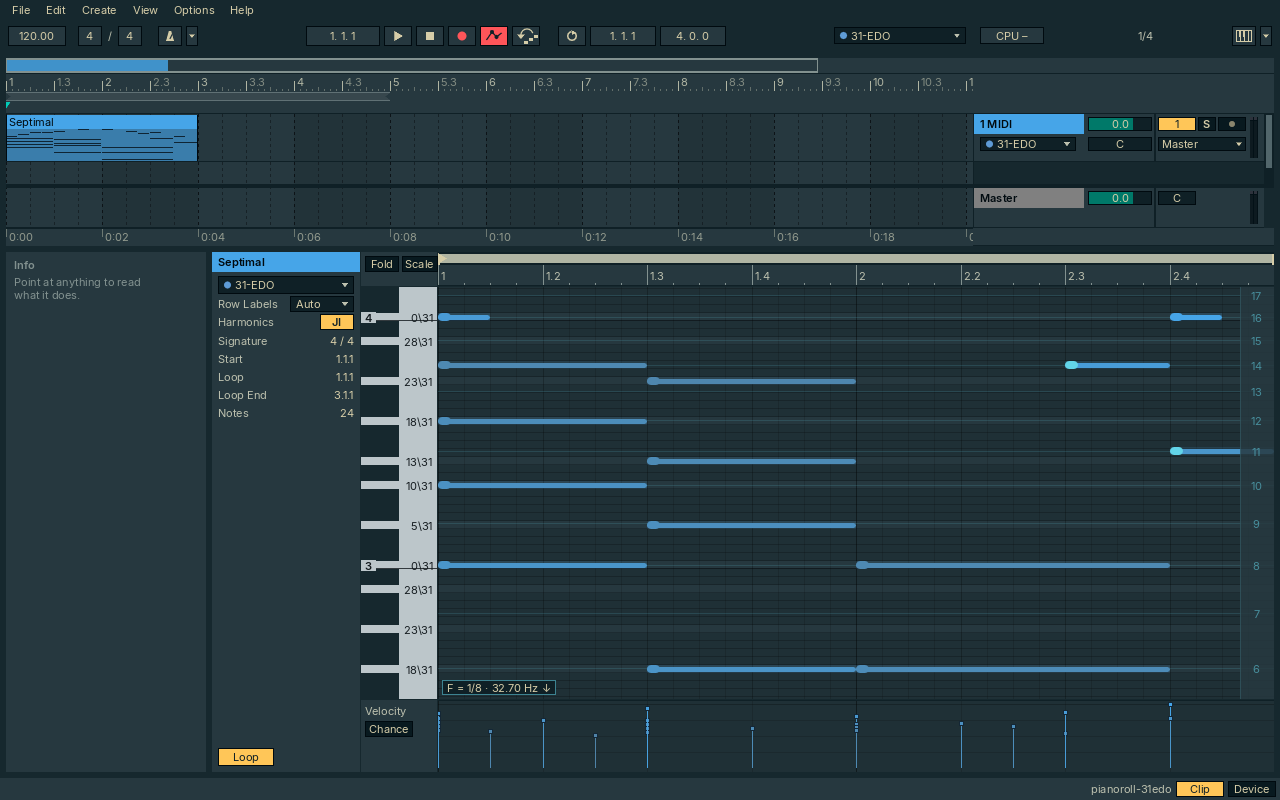 File Edit Create View Options Help
120.00 4 / 4 1. 1. 1 1. 1. 1 4. 0. 0 31-EDO CPU – 1/4
1 1.3 2 2.3 3 3.3 4 4.3 5 5.3 6 6.3 7 7.3 8 8.3 9 9.3 10 10.3 1
Septimal
1 MIDI 0.0 1 S
31-EDO C Master
Master 0.0 C
0:00 0:02 0:04 0:06 0:08 0:10 0:12 0:14 0:16 0:18
Info
Point at anything to read
what it does.
Septimal
31-EDO
Row Labels Auto
Harmonics JI
Signature 4 / 4
Start 1.1.1
Loop 1.1.1
Loop End 3.1.1
Notes 24
Loop
Fold Scale
1 1.2 1.3 1.4 2 2.2 2.3 2.4
17
4 0\31 16
28\31 15
14
23\31 13
18\31 12
13\31 11
10\31 10
5\31 9
3 0\31 8
28\31
7
23\31
18\31 6
F = 1/8 · 32.70 Hz ↓
Velocity
Chance
pianoroll-31edo Clip Device